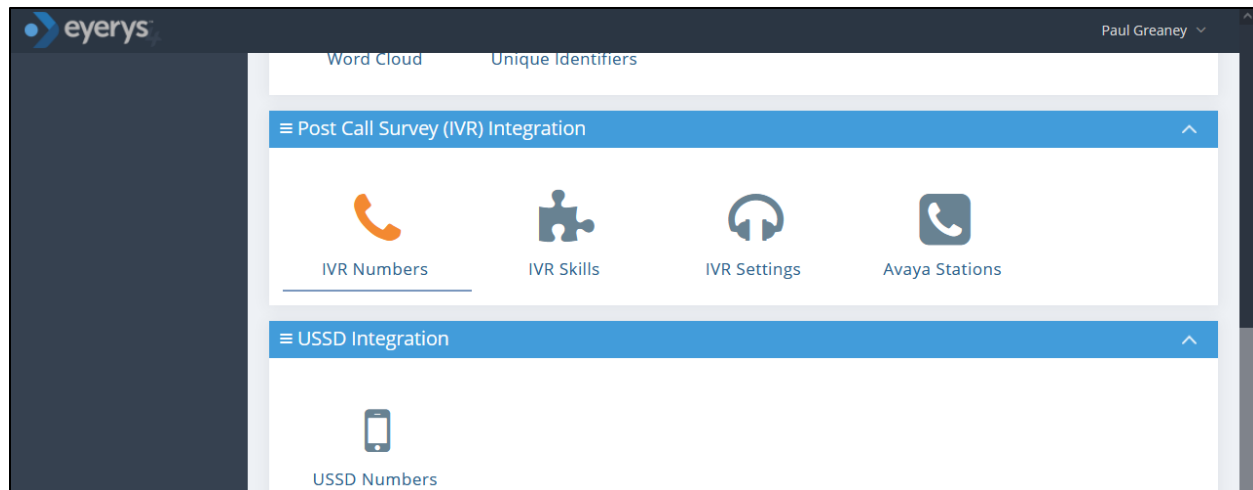 eyerys
Paul Greaney
Word Cloud Unique Identifiers
Post Call Survey (IVR) Integration
IVR Numbers IVR Skills IVR Settings Avaya Stations
USSD Integration
USSD Numbers